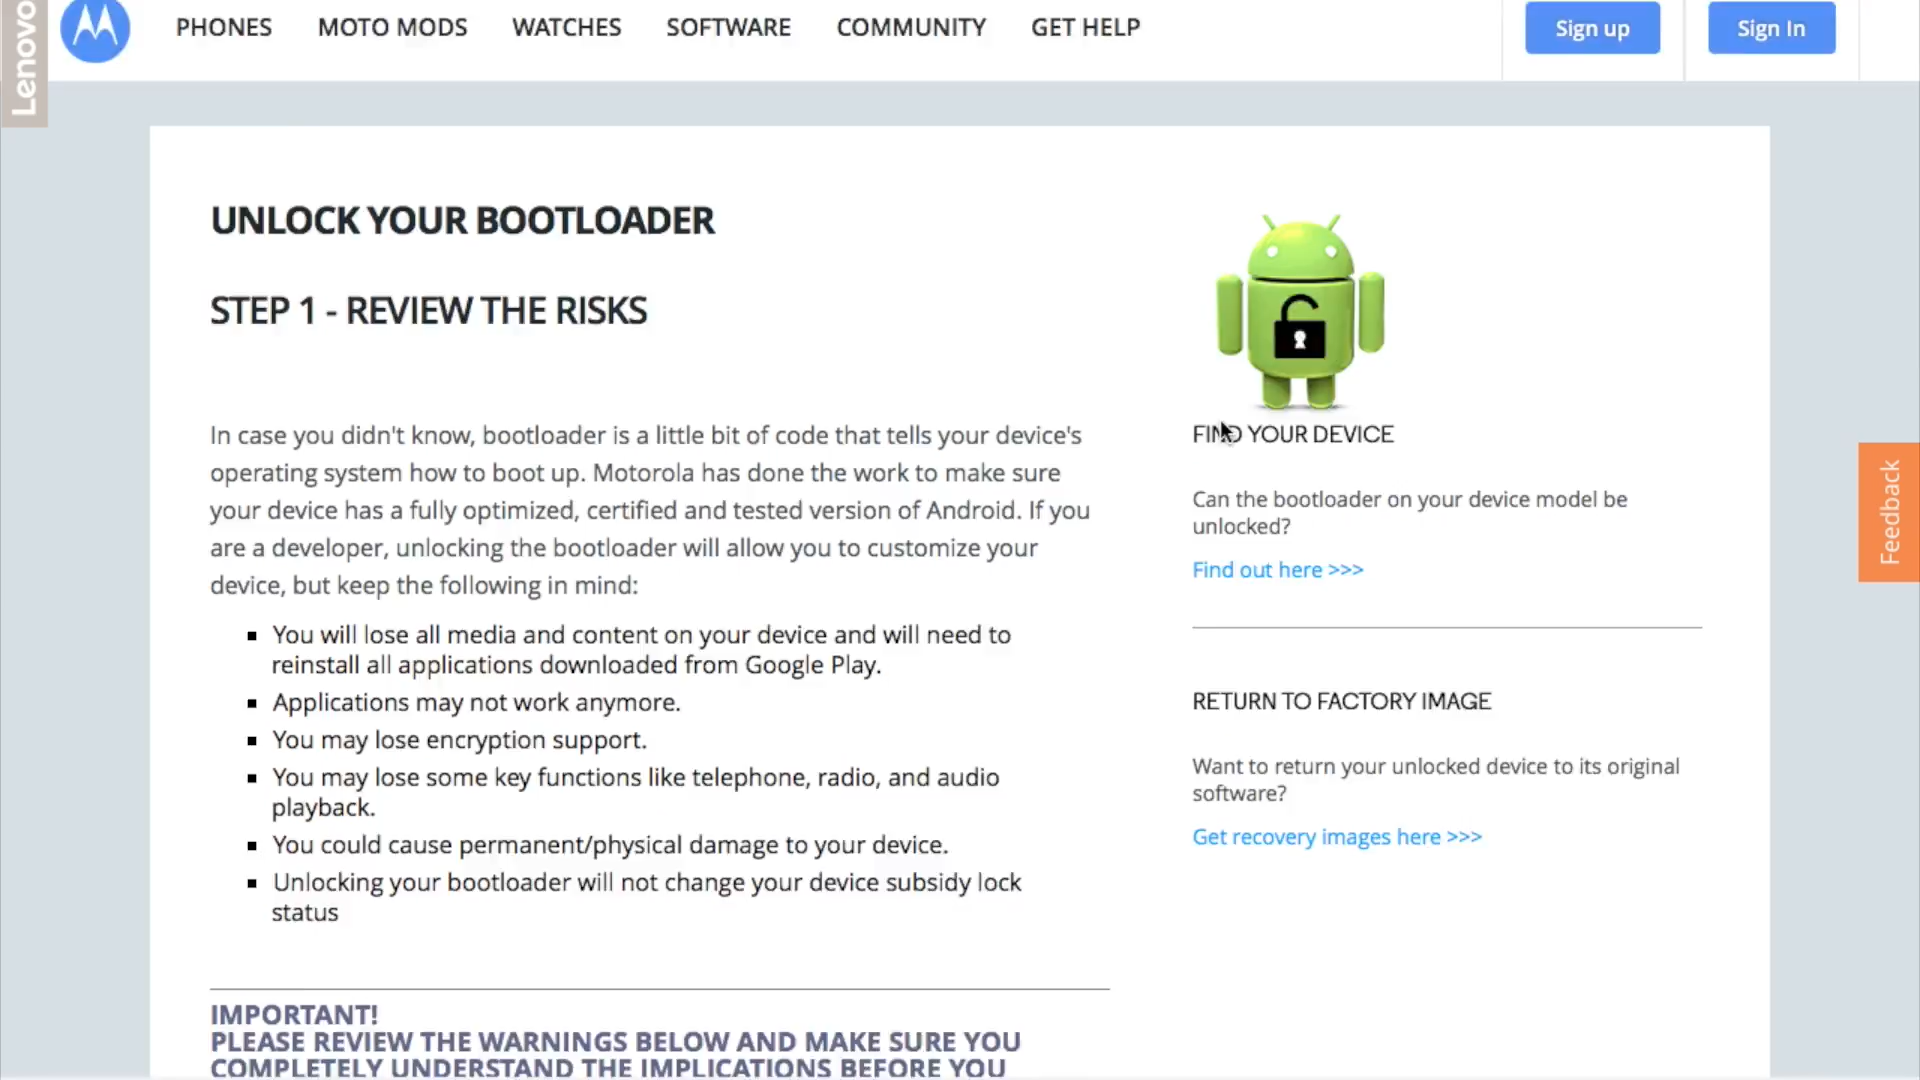 Lenovo
PHONES
MOTO MODS
WATCHES
SOFTWARE
COMMUNITY
GET HELP
Sign up
Sign In
UNLOCK YOUR BOOTLOADER
STEP 1 - REVIEW THE RISKS
In case you didn't know, bootloader is a little bit of code that tells your device's
operating system how to boot up. Motorola has done the work to make sure
your device has a fully optimized, certified and tested version of Android. If you
are a developer, unlocking the bootloader will allow you to customize your
device, but keep the following in mind:
▪ You will lose all media and content on your device and will need to
reinstall all applications downloaded from Google Play.
▪ Applications may not work anymore.
▪ You may lose encryption support.
▪ You may lose some key functions like telephone, radio, and audio
playback.
▪ You could cause permanent/physical damage to your device.
▪ Unlocking your bootloader will not change your device subsidy lock
status
IMPORTANT!
PLEASE REVIEW THE WARNINGS BELOW AND MAKE SURE YOU
COMPLETELY UNDERSTAND THE IMPLICATIONS BEFORE YOU
FIND YOUR DEVICE
Can the bootloader on your device model be
unlocked?
Find out here >>>
RETURN TO FACTORY IMAGE
Want to return your unlocked device to its original
software?
Get recovery images here >>>
Feedback